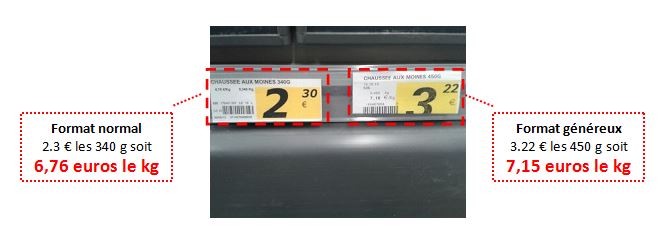 Format normal
2.3 € les 340 g soit
6,76 euros le kg
CHAUSSEE AUX MOINES 340G
2 30
€
CHAUSSEE AUX MOINES 450G
3 22
€
Format généreux
3.22 € les 450 g soit
7,15 euros le kg